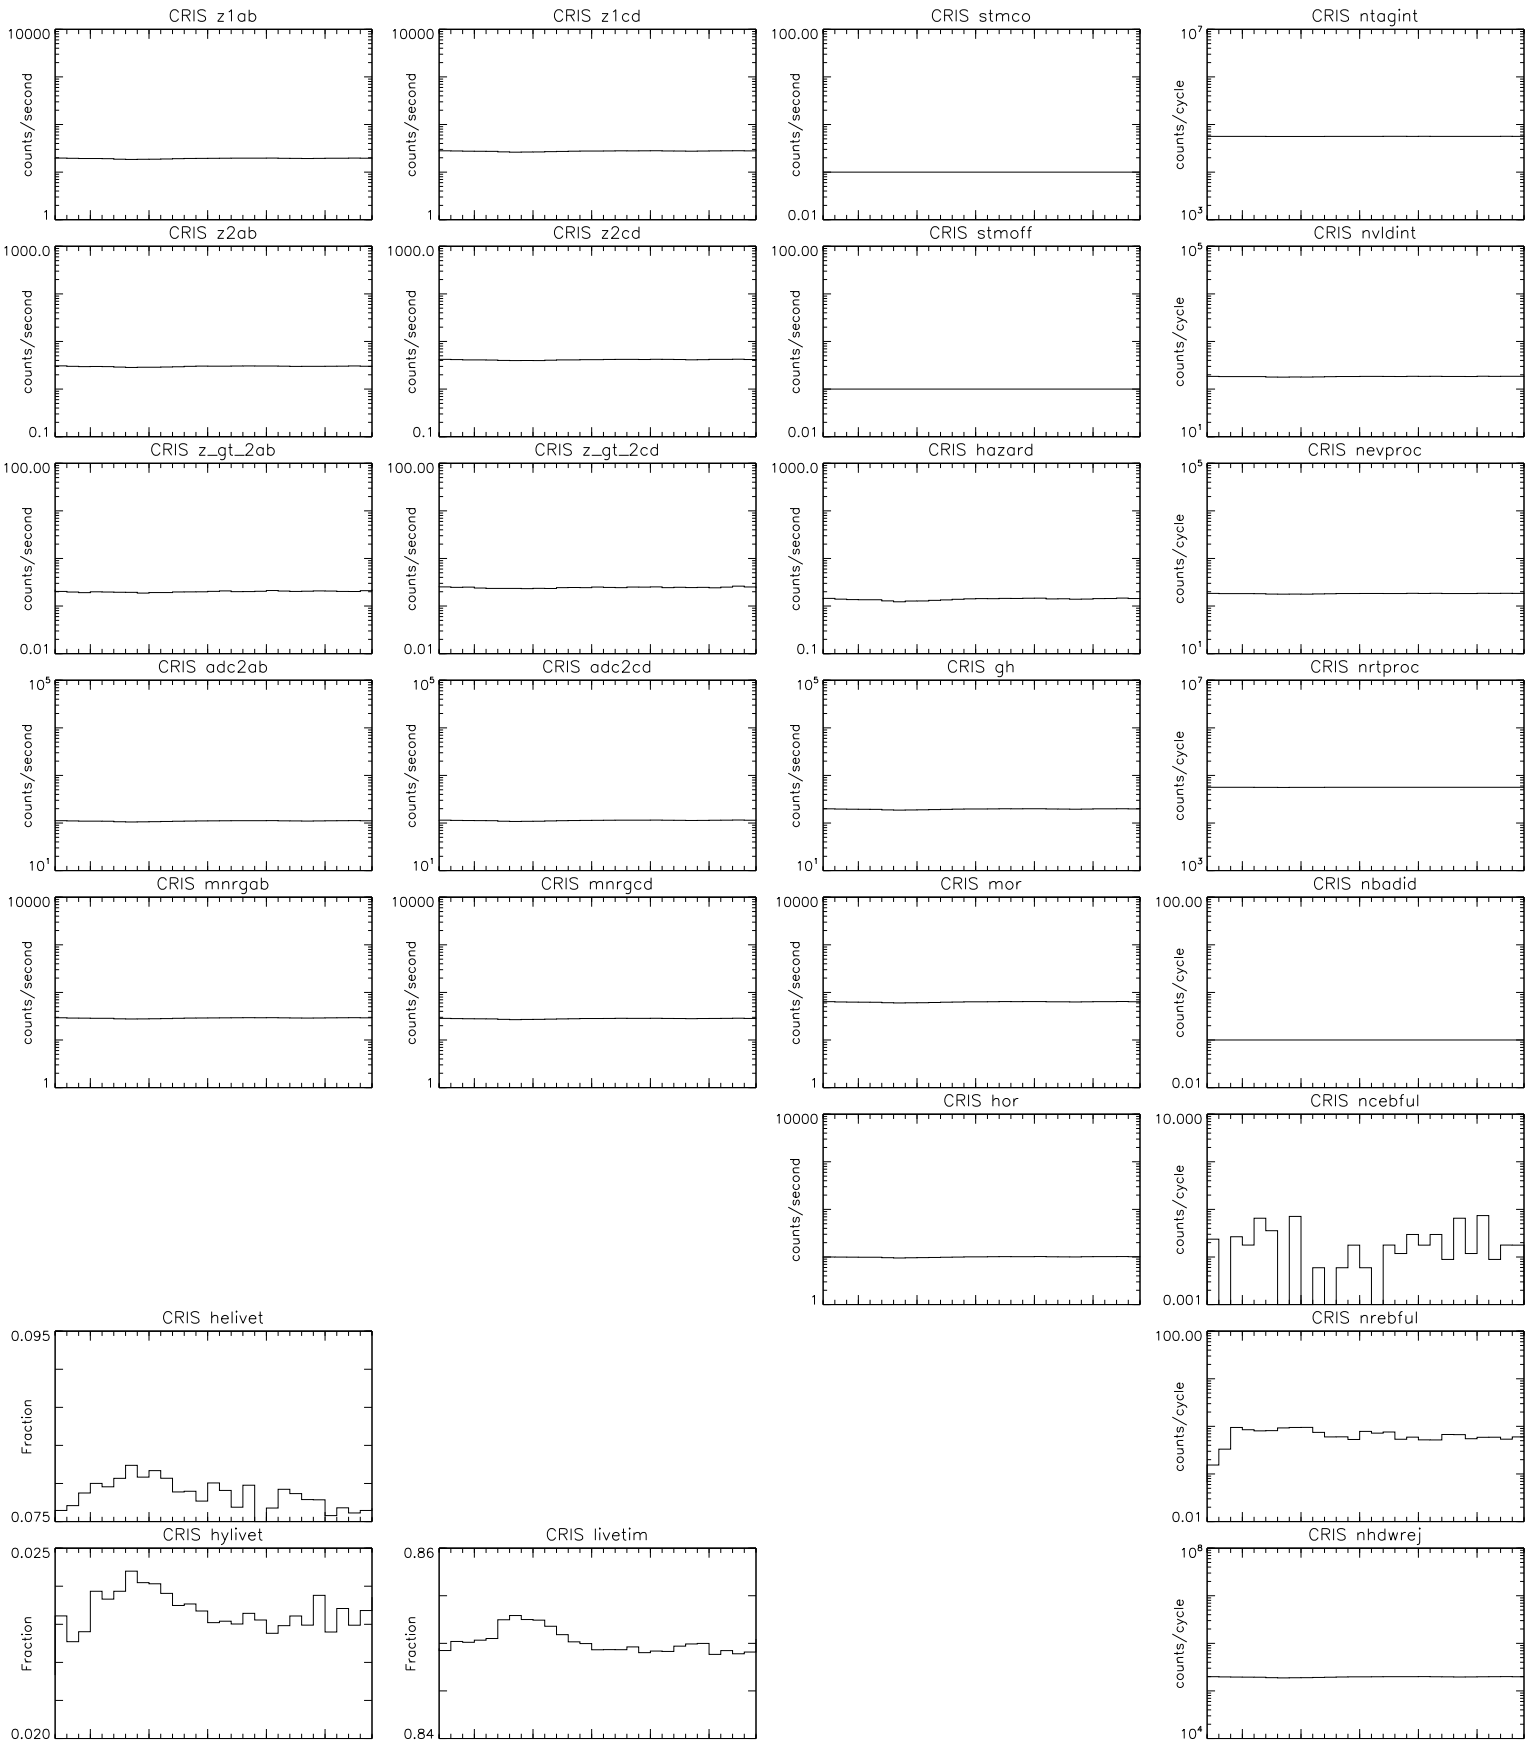 CRIS z1ab
CRIS z1cd
CRIS stmco
CRIS ntagint
10000
counts/second
1
10000
counts/second
1
100.00
counts/second
0.01
10⁷
counts/cycle
10³
CRIS z2ab
CRIS z2cd
CRIS stmoff
CRIS nvldint
1000.0
counts/second
0.1
1000.0
counts/second
0.1
100.00
counts/second
0.01
10⁵
counts/cycle
10¹
CRIS z_gt_2ab
CRIS z_gt_2cd
CRIS hazard
CRIS nevproc
100.00
counts/second
0.01
100.00
counts/second
0.01
1000.0
counts/second
0.1
10⁵
counts/cycle
10¹
CRIS adc2ab
CRIS adc2cd
CRIS gh
CRIS nrtproc
10⁵
counts/second
10¹
10⁵
counts/second
10¹
10⁵
counts/second
10¹
10⁷
counts/cycle
10³
CRIS mnrgab
CRIS mnrgcd
CRIS mor
CRIS nbadid
10000
counts/second
1
10000
counts/second
1
10000
counts/second
1
100.00
counts/cycle
0.01
CRIS hor
CRIS ncebful
10000
counts/second
1
10.000
counts/cycle
0.001
CRIS helivet
CRIS nrebful
0.095
Fraction
0.075
100.00
counts/cycle
0.01
CRIS hylivet
CRIS livetim
CRIS nhdwrej
0.025
Fraction
0.020
0.86
Fraction
0.84
10⁸
counts/cycle
10⁴